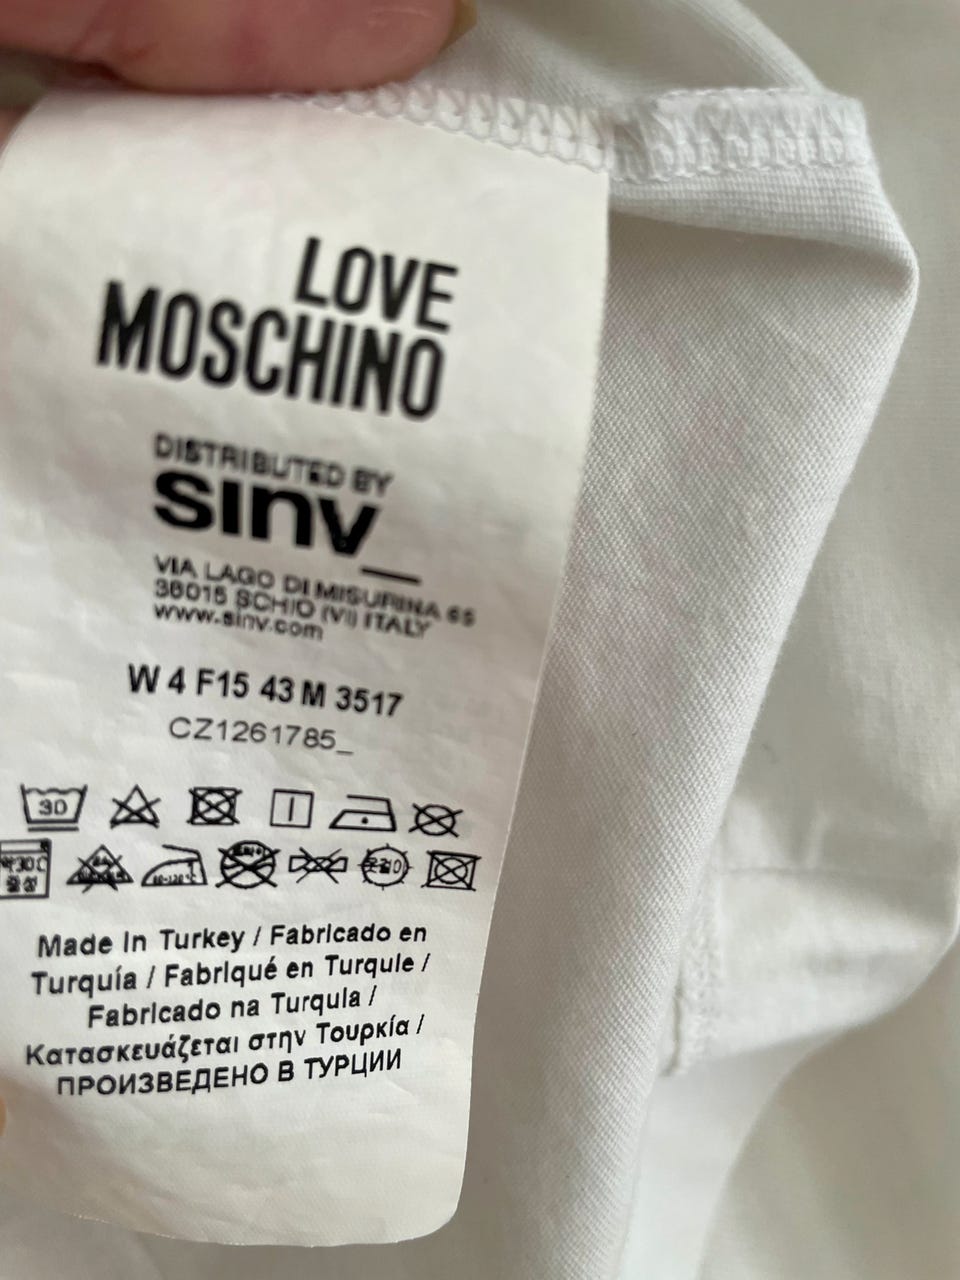 LOVE
MOSCHINO
DISTRIBUTED BY
sinv_
VIA LAGO DI MISURINA 65
36015 SCHIO (VI) ITALY
www.sinv.com
W 4 F15 43 M 3517
CZ1261785_
30
Made in Turkey / Fabricado en
Turquía / Fabriqué en Turquie /
Fabricado na Turquia /
Κατασκευάζεται στην Τουρκία /
ПРОИЗВЕДЕНО В ТУРЦИИ